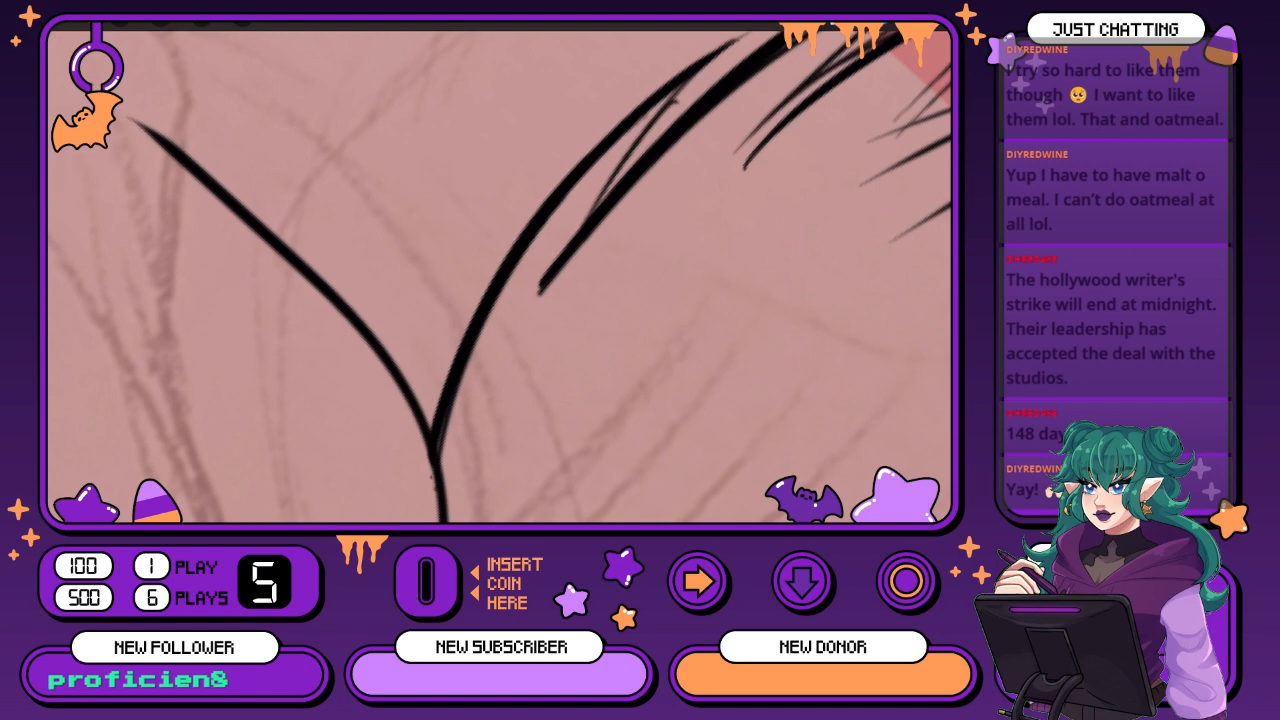 JUST CHATTING
DIYREDWINE
I try so hard to like them
though 🥺 I want to like
them lol. That and oatmeal.
DIYREDWINE
Yup I have to have malt o
meal. I can't do oatmeal at
all lol.
The hollywood writer's
strike will end at midnight.
Their leadership has
accepted the deal with the
studios.
148
DIYREDWINE
Yay!
100
1 PLAY
500
6 PLAYS
5
INSERT
COIN
HERE
NEW FOLLOWER
proficien&
NEW SUBSCRIBER
NEW DONOR